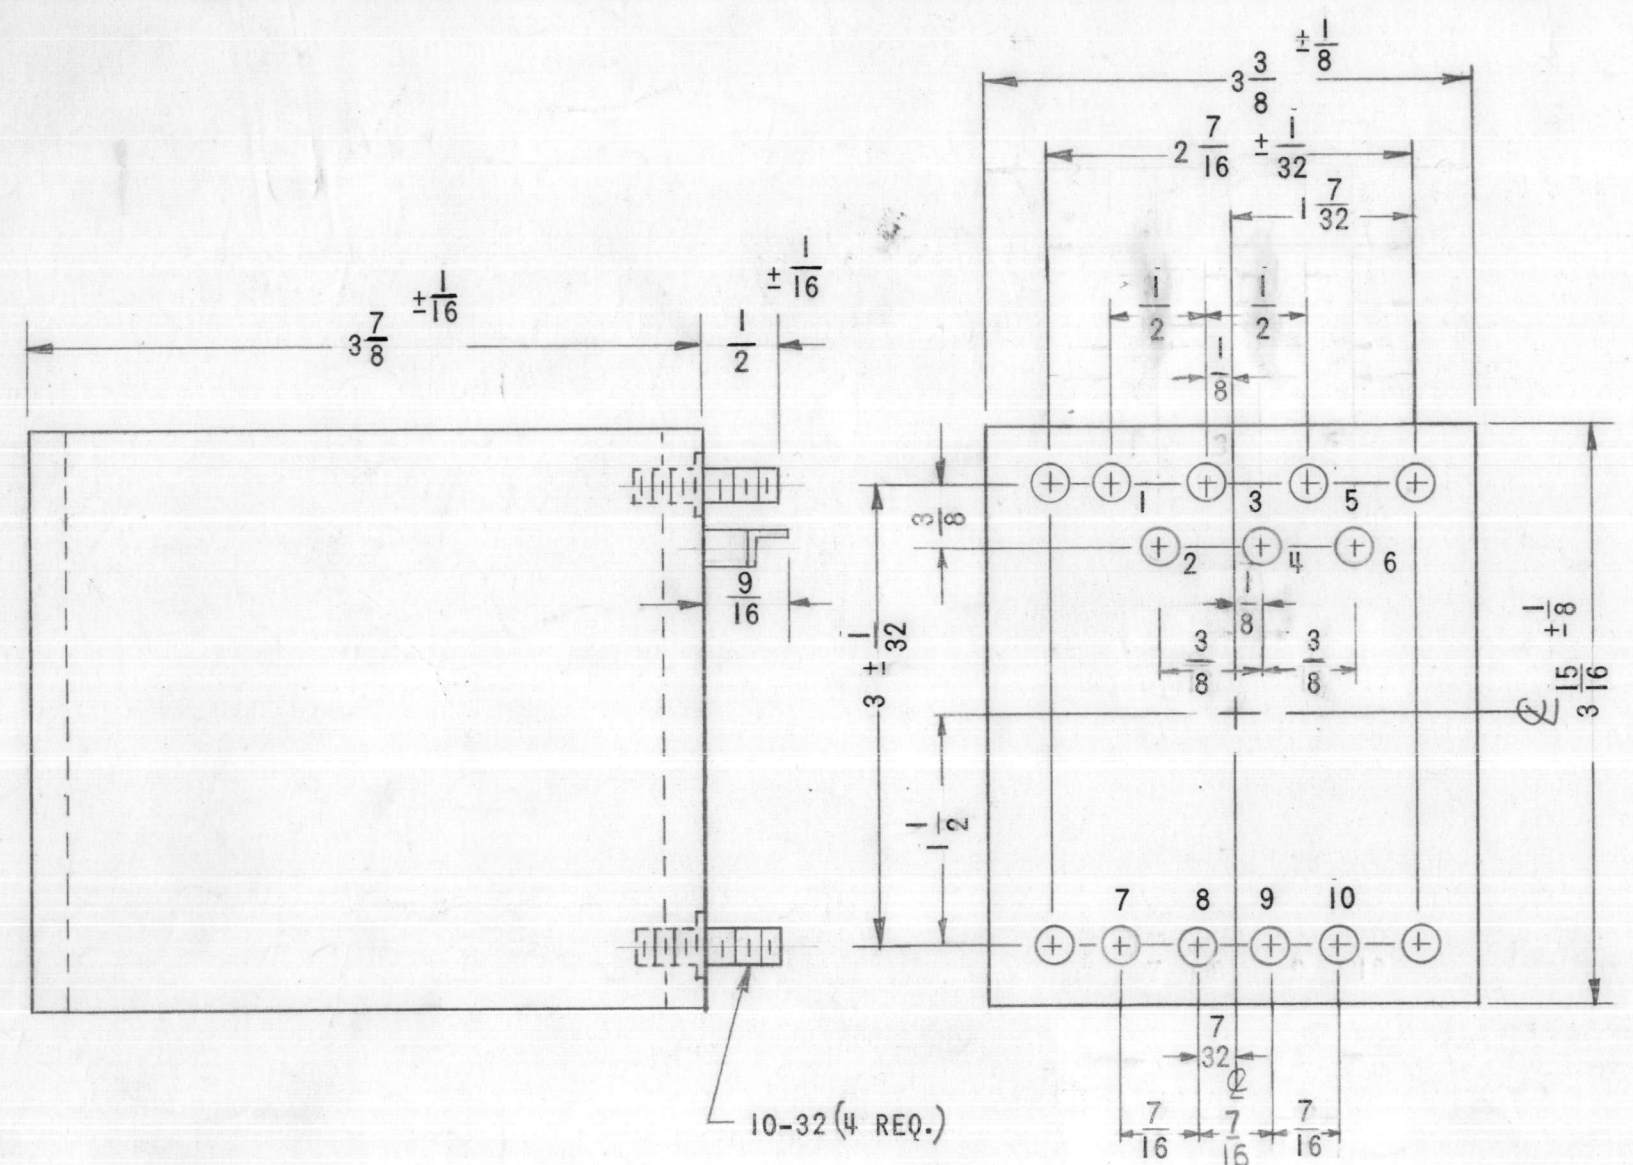 3 7/8 ± 1/16
1/2 ± 1/16
9/16
10-32 (4 REQ.)
3 3/8 ± 1/8
2 7/16 ± 1/32
1 7/32
1/2 1/2
1/8
3/8
1 3 5
2 4 6
1/8
3/8 3/8
3 ± 1/32
1 1/2
℄
3 15/16 ± 1/8
7 8 9 10
7/32
℄
7/16 7/16 7/16